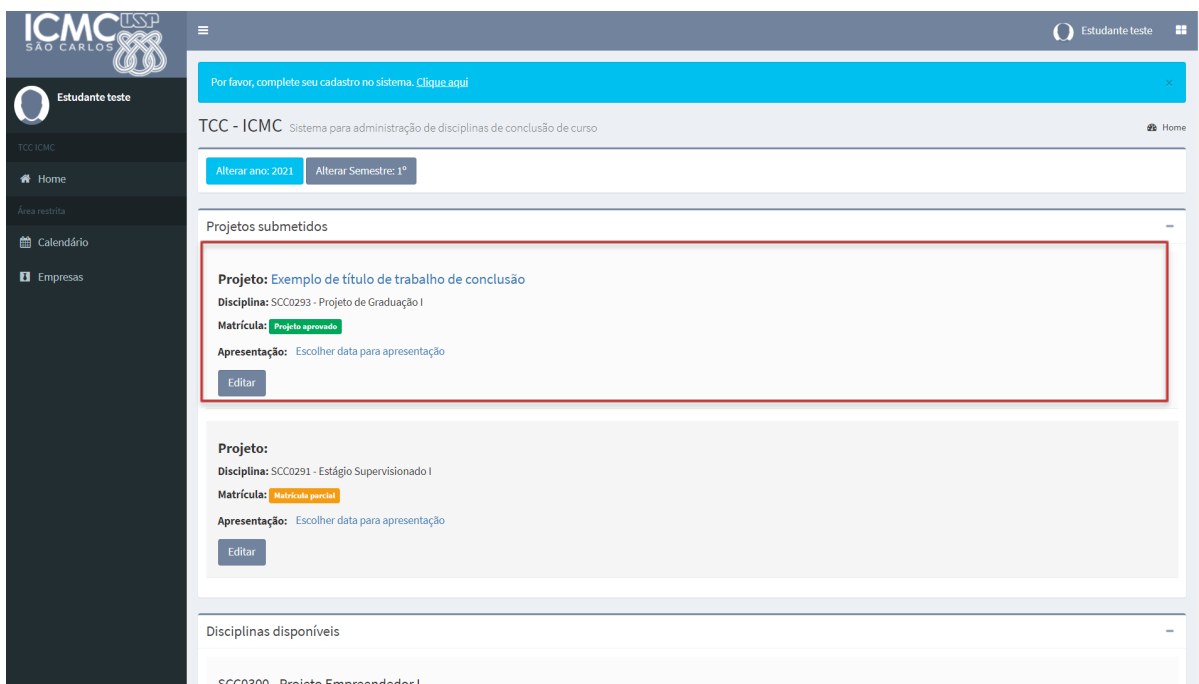 ICMC USP
SÃO CARLOS
Estudante teste
Estudante teste
TCC ICMC
Home
Área restrita
Calendário
Empresas
Por favor, complete seu cadastro no sistema. Clique aqui ×
TCC - ICMC Sistema para administração de disciplinas de conclusão de curso
Home
Alterar ano: 2021 Alterar Semestre: 1º
Projetos submetidos
Projeto: Exemplo de título de trabalho de conclusão
Disciplina: SCC0293 - Projeto de Graduação I
Matrícula: Projeto aprovado
Apresentação: Escolher data para apresentação
Editar
Projeto:
Disciplina: SCC0291 - Estágio Supervisionado I
Matrícula: Matrícula parcial
Apresentação: Escolher data para apresentação
Editar
Disciplinas disponíveis
SCC0300 - Projeto Empreendedor I